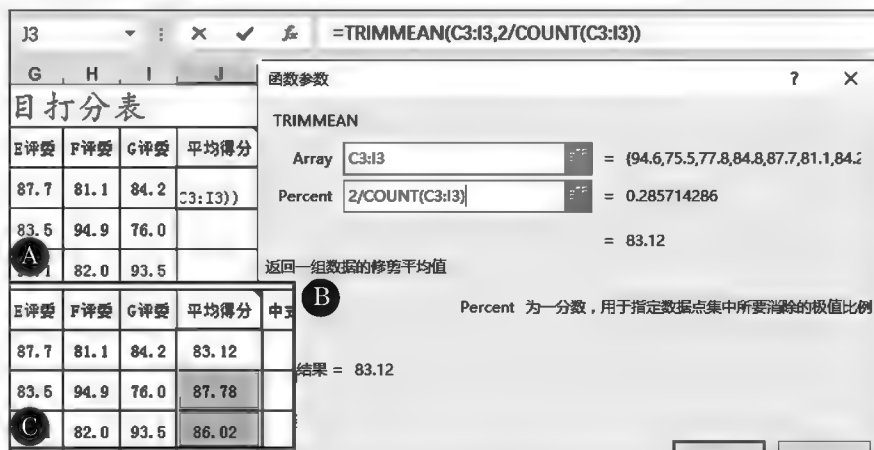 J3 =TRIMMEAN(C3:I3,2/COUNT(C3:I3))
G H I J
目打分表
E评委 F评委 G评委 平均得分
87.7 81.1 84.2 C3:I3))
83.5 94.9 76.0
A 82.0 93.5
函数参数 ? ×
TRIMMEAN
Array C3:I3 = {94.6,75.5,77.8,84.8,87.7,81.1,84.2
Percent 2/COUNT(C3:I3) = 0.285714286
= 83.12
返回一组数据的修剪平均值
B
Percent 为一分数，用于指定数据点集中所要消除的极值比例
结果 = 83.12
E评委 F评委 G评委 平均得分 中
87.7 81.1 84.2 83.12
83.5 94.9 76.0 87.78
C 82.0 93.5 86.02